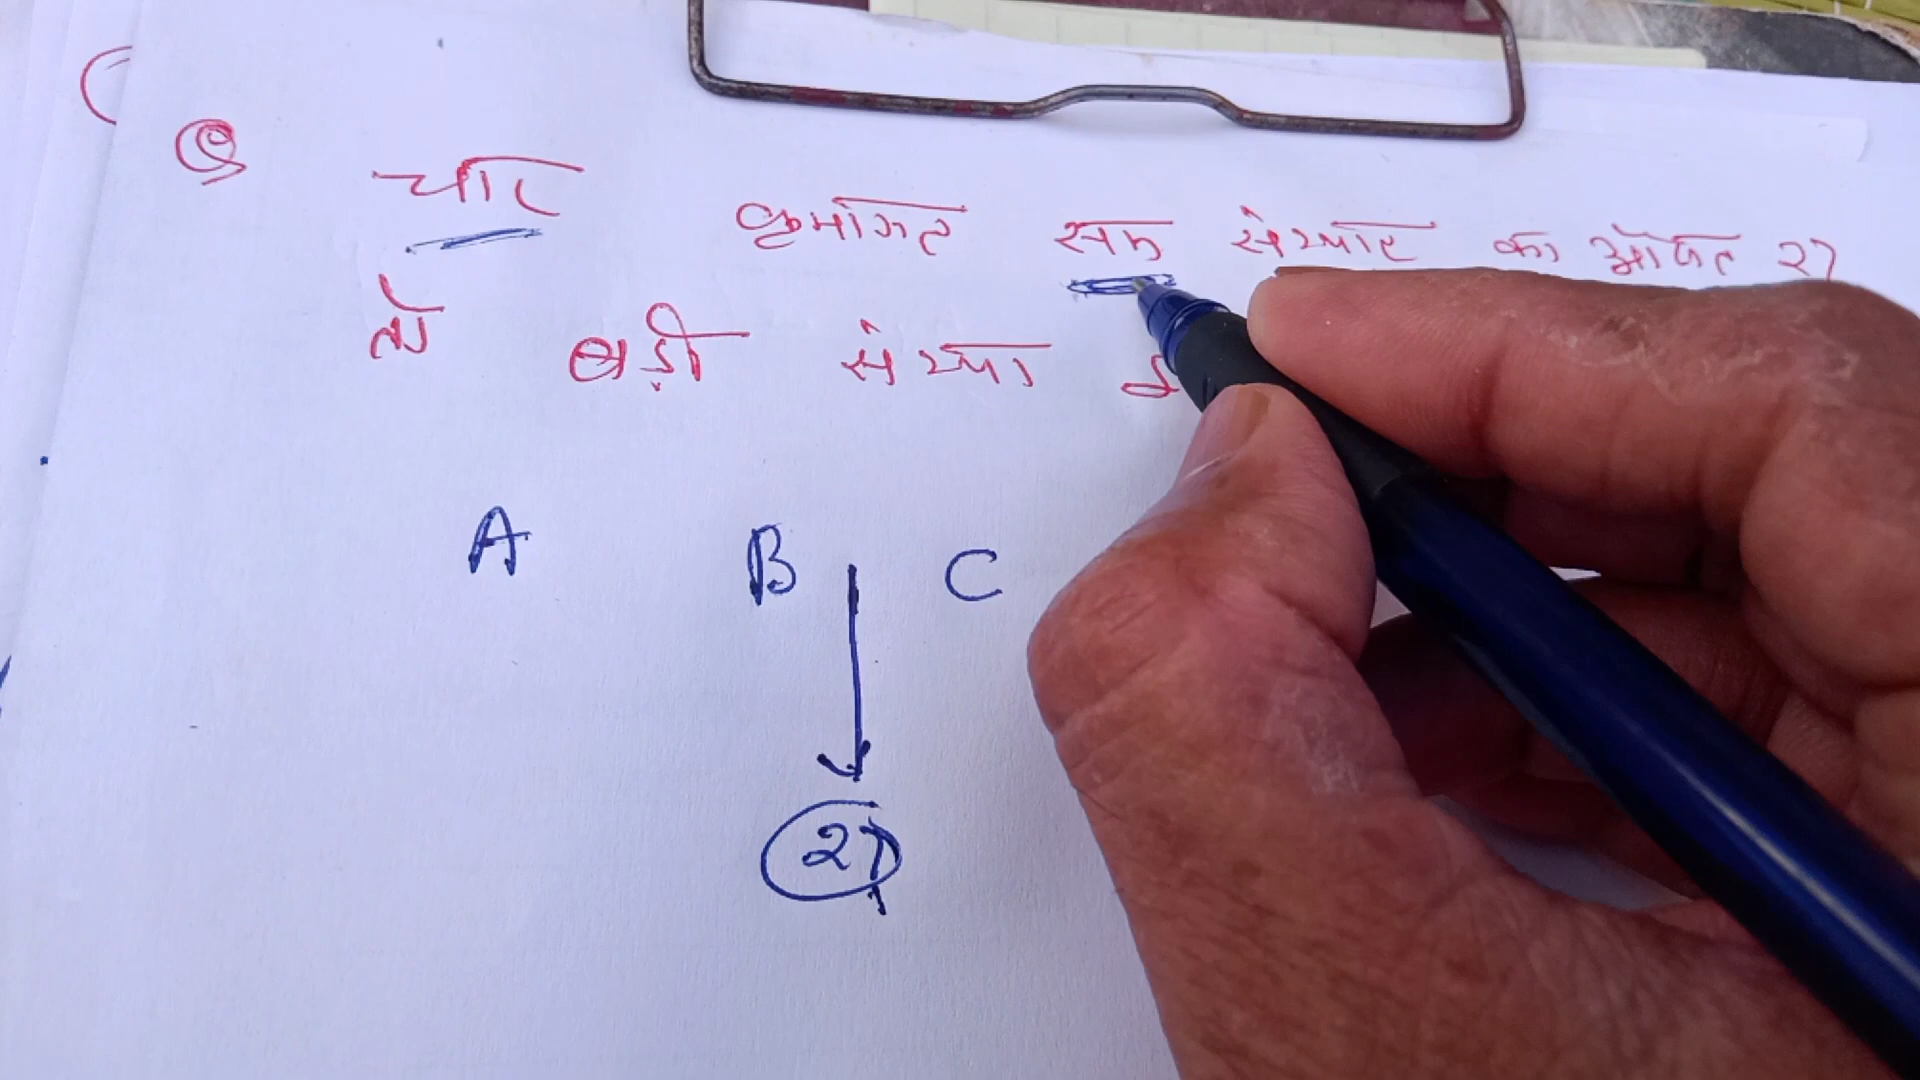 Q चार क्रमांगत सम संख्याए का औसत 27
तो बड़ी संख्या
A B C
27